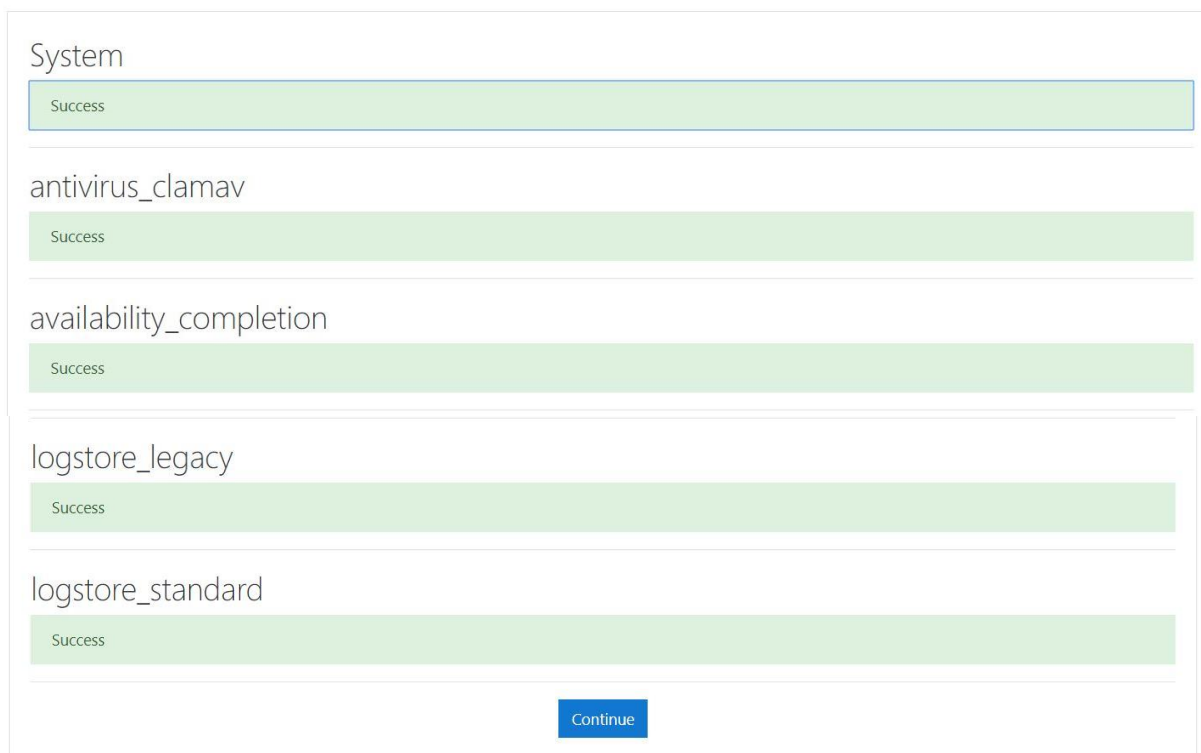 System
Success
antivirus_clamav
Success
availability_completion
Success
logstore_legacy
Success
logstore_standard
Success
Continue